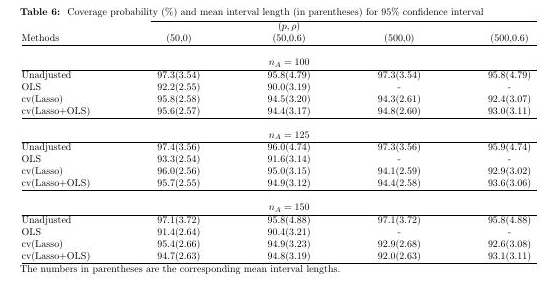 Table 6: Coverage probability (%) and mean interval length (in parentheses) for 95% confidence interval
(p, ρ)
Methods (50,0) (50,0.6) (500,0) (500,0.6)
n_A = 100
Unadjusted 97.3(3.54) 95.8(4.79) 97.3(3.54) 95.8(4.79)
OLS 92.2(2.55) 90.0(3.19) - -
cv(Lasso) 95.8(2.58) 94.5(3.20) 94.3(2.61) 92.4(3.07)
cv(Lasso+OLS) 95.6(2.57) 94.4(3.17) 94.8(2.60) 93.0(3.11)
n_A = 125
Unadjusted 97.4(3.56) 96.0(4.74) 97.3(3.56) 95.9(4.74)
OLS 93.3(2.54) 91.6(3.14) - -
cv(Lasso) 96.0(2.56) 95.0(3.15) 94.1(2.59) 92.9(3.02)
cv(Lasso+OLS) 95.7(2.55) 94.9(3.12) 94.4(2.58) 93.6(3.06)
n_A = 150
Unadjusted 97.1(3.72) 95.8(4.88) 97.1(3.72) 95.8(4.88)
OLS 91.4(2.64) 90.4(3.21) - -
cv(Lasso) 95.4(2.66) 94.9(3.23) 92.9(2.68) 92.6(3.08)
cv(Lasso+OLS) 94.7(2.63) 94.8(3.19) 92.0(2.63) 93.1(3.11)
The numbers in parentheses are the corresponding mean interval lengths.